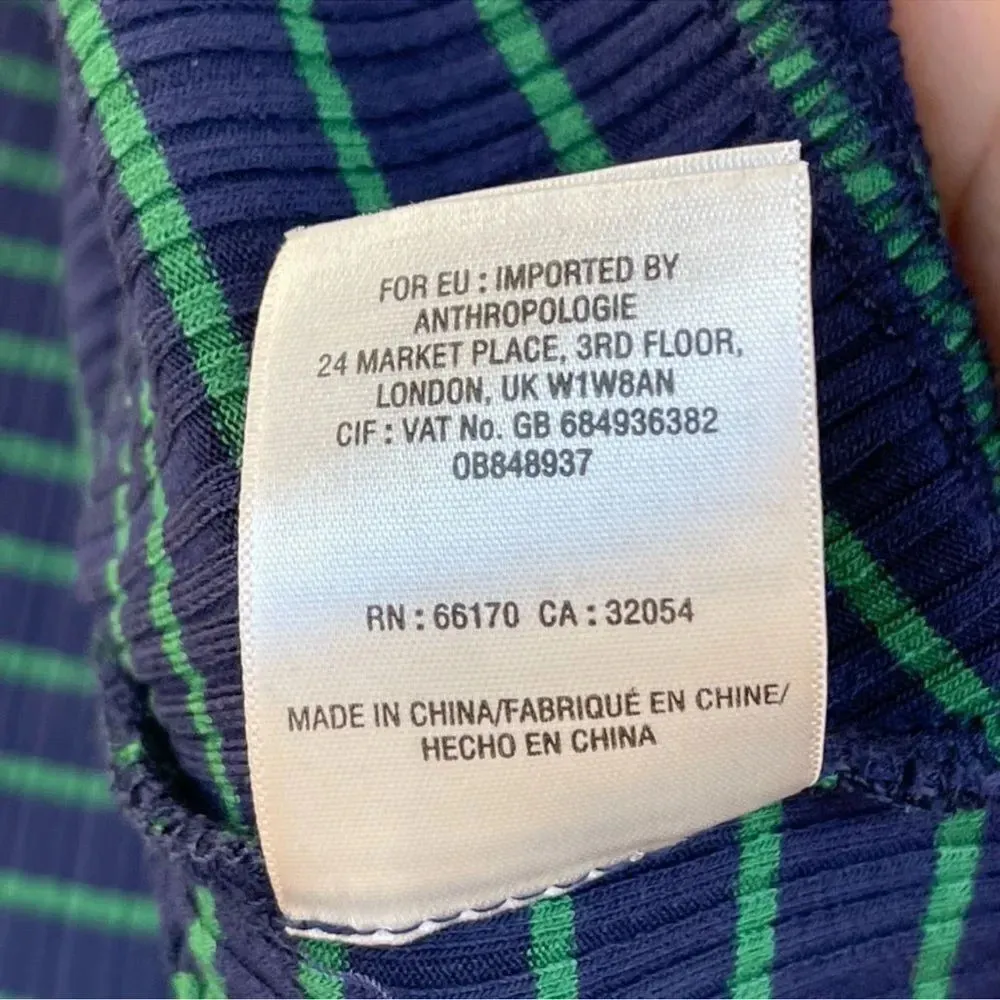 FOR EU : IMPORTED BY
ANTHROPOLOGIE
24 MARKET PLACE, 3RD FLOOR,
LONDON, UK W1W8AN
CIF : VAT No. GB 684936382
0B848937
RN : 66170 CA : 32054
MADE IN CHINA/FABRIQUÉ EN CHINE/
HECHO EN CHINA